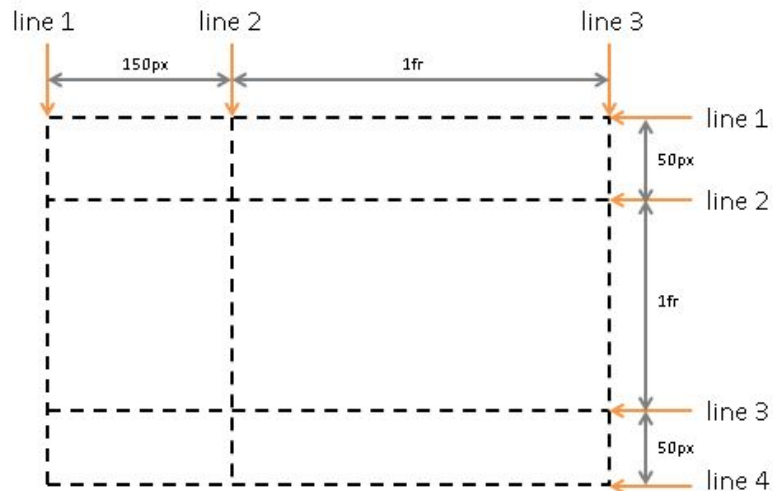 line 1 line 2 line 3
150px 1fr
line 1
50px
line 2
1fr
line 3
50px
line 4